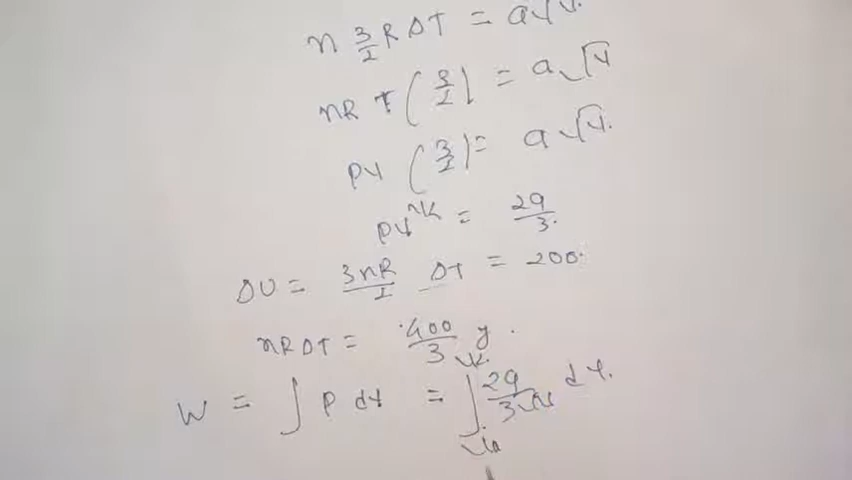 n 3/2 R ΔT = a√V.
nR T (3/2) = a√V
PV (3/2) = a√V.
PV^½ = 2a/3.
ΔU = 3nR/2 ΔT = 200.
nRΔT = 400/3 y.
W = ∫ P dV = ∫ 2a/3√V dV.